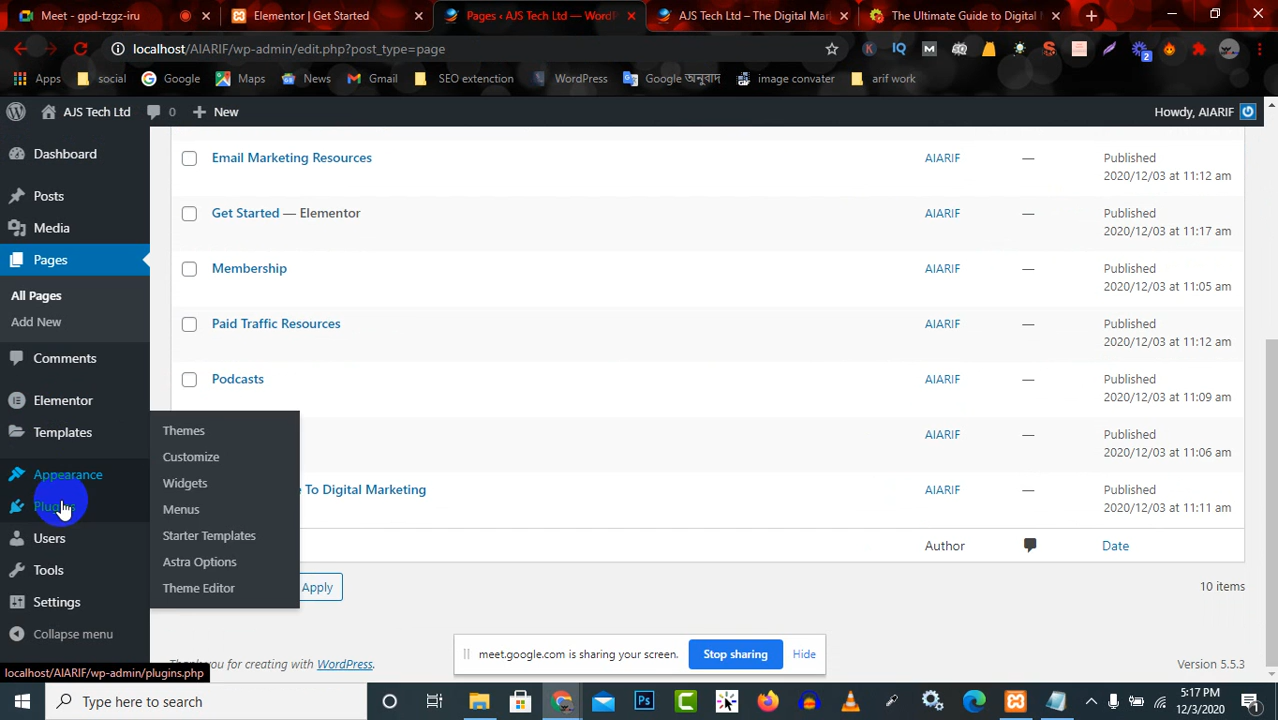 Meet - gpd-tzgz-iru
Elementor | Get Started
Pages ‹ AJS Tech Ltd — WordP
AJS Tech Ltd – The Digital Mar
The Ultimate Guide to Digital M
localhost/AIARIF/wp-admin/edit.php?post_type=page
Apps social Google Maps News Gmail SEO extenction WordPress Google অনুবাদ image convater arif work
AJS Tech Ltd 0 New Howdy, AIARIF
Dashboard
Posts
Media
Pages
All Pages
Add New
Comments
Elementor
Templates
Appearance
Plugins
Users
Tools
Settings
Collapse menu
Themes
Customize
Widgets
Menus
Starter Templates
Astra Options
Theme Editor
Email Marketing Resources AIARIF — Published
2020/12/03 at 11:12 am
Get Started — Elementor AIARIF — Published
2020/12/03 at 11:17 am
Membership AIARIF — Published
2020/12/03 at 11:05 am
Paid Traffic Resources AIARIF — Published
2020/12/03 at 11:12 am
Podcasts AIARIF — Published
2020/12/03 at 11:09 am
AIARIF — Published
2020/12/03 at 11:06 am
To Digital Marketing AIARIF — Published
2020/12/03 at 11:11 am
Author Date
Apply 10 items
meet.google.com is sharing your screen. Stop sharing Hide
Thank you for creating with WordPress. Version 5.5.3
localhost/AIARIF/wp-admin/plugins.php
Type here to search
5:17 PM
12/3/2020